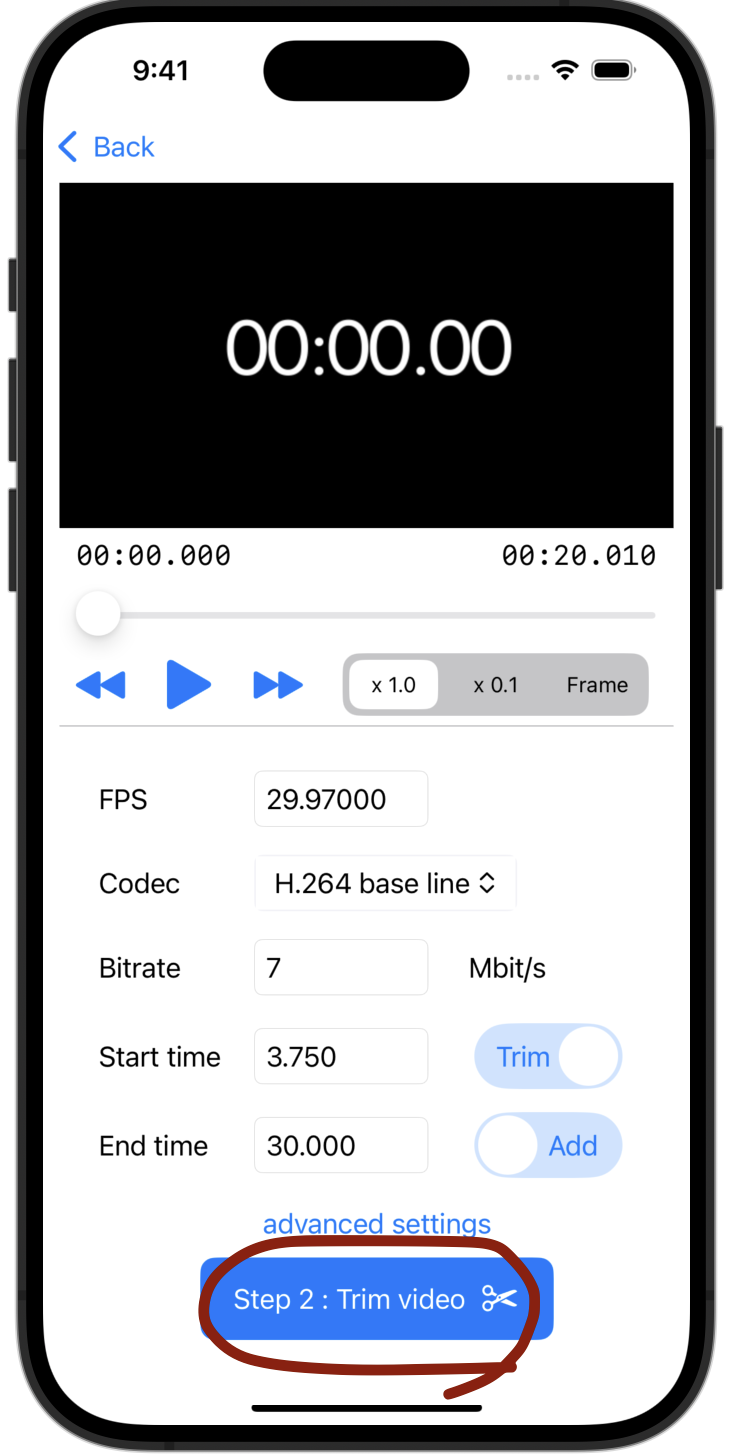 9:41
Back
00:00.00
00:00.000 00:20.010
x 1.0 x 0.1 Frame
FPS 29.97000
Codec H.264 base line
Bitrate 7 Mbit/s
Start time 3.750 Trim
End time 30.000 Add
advanced settings
Step 2 : Trim video